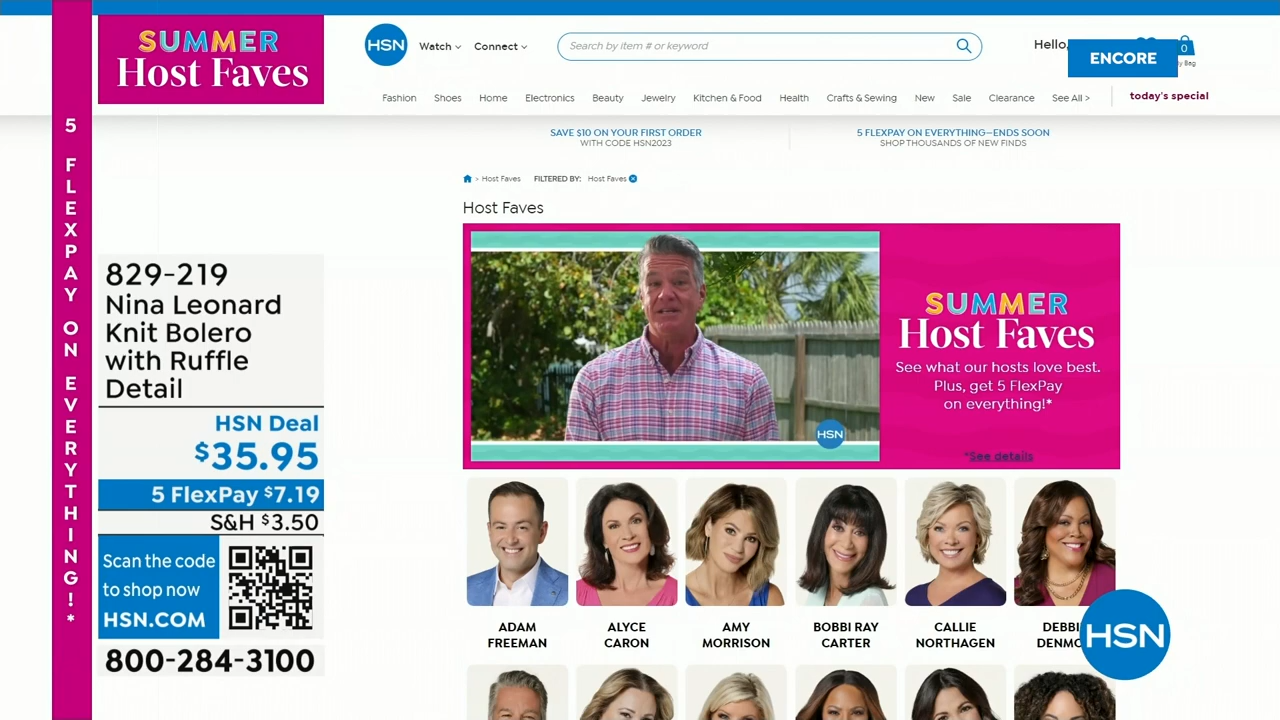 SUMMER
Host Faves
5 FLEXPAY ON EVERYTHING!*
829-219
Nina Leonard
Knit Bolero
with Ruffle
Detail
HSN Deal
$35.95
5 FlexPay $7.19
S&H $3.50
Scan the code
to shop now
HSN.COM
800-284-3100
HSN
Watch
Connect
Search by item # or keyword
Hello,
ENCORE
0
Bag
Fashion
Shoes
Home
Electronics
Beauty
Jewelry
Kitchen & Food
Health
Crafts & Sewing
New
Sale
Clearance
See All >
today's special
SAVE $10 ON YOUR FIRST ORDER
WITH CODE HSN2023
5 FLEXPAY ON EVERYTHING—ENDS SOON
SHOP THOUSANDS OF NEW FINDS
> Host Faves
FILTERED BY:
Host Faves
Host Faves
HSN
SUMMER
Host Faves
See what our hosts love best.
Plus, get 5 FlexPay
on everything!*
*See details
ADAM
FREEMAN
ALYCE
CARON
AMY
MORRISON
BOBBI RAY
CARTER
CALLIE
NORTHAGEN
HSN